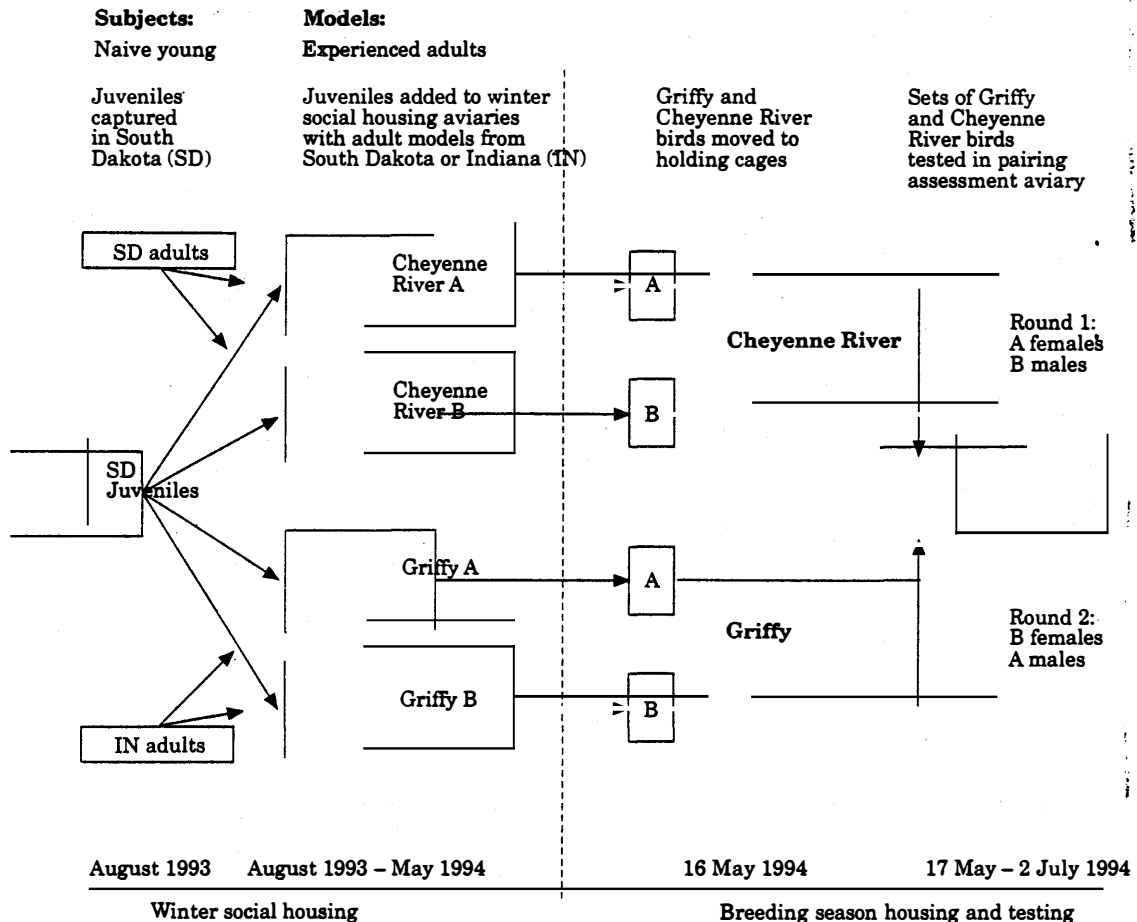 Subjects:
Models:
Naive young
Experienced adults
Juveniles
captured
in South
Dakota (SD)
Juveniles added to winter
social housing aviaries
with adult models from
South Dakota or Indiana (IN)
Griffy and
Cheyenne River
birds moved to
holding cages
Sets of Griffy
and Cheyenne
River birds
tested in pairing
assessment aviary
SD adults
Cheyenne
River A
A
Cheyenne River
Round 1:
A females
B males
Cheyenne
River B
B
SD
Juveniles
Griffy A
A
Griffy
Round 2:
B females
A males
Griffy B
B
IN adults
August 1993
August 1993 – May 1994
16 May 1994
17 May – 2 July 1994
Winter social housing
Breeding season housing and testing